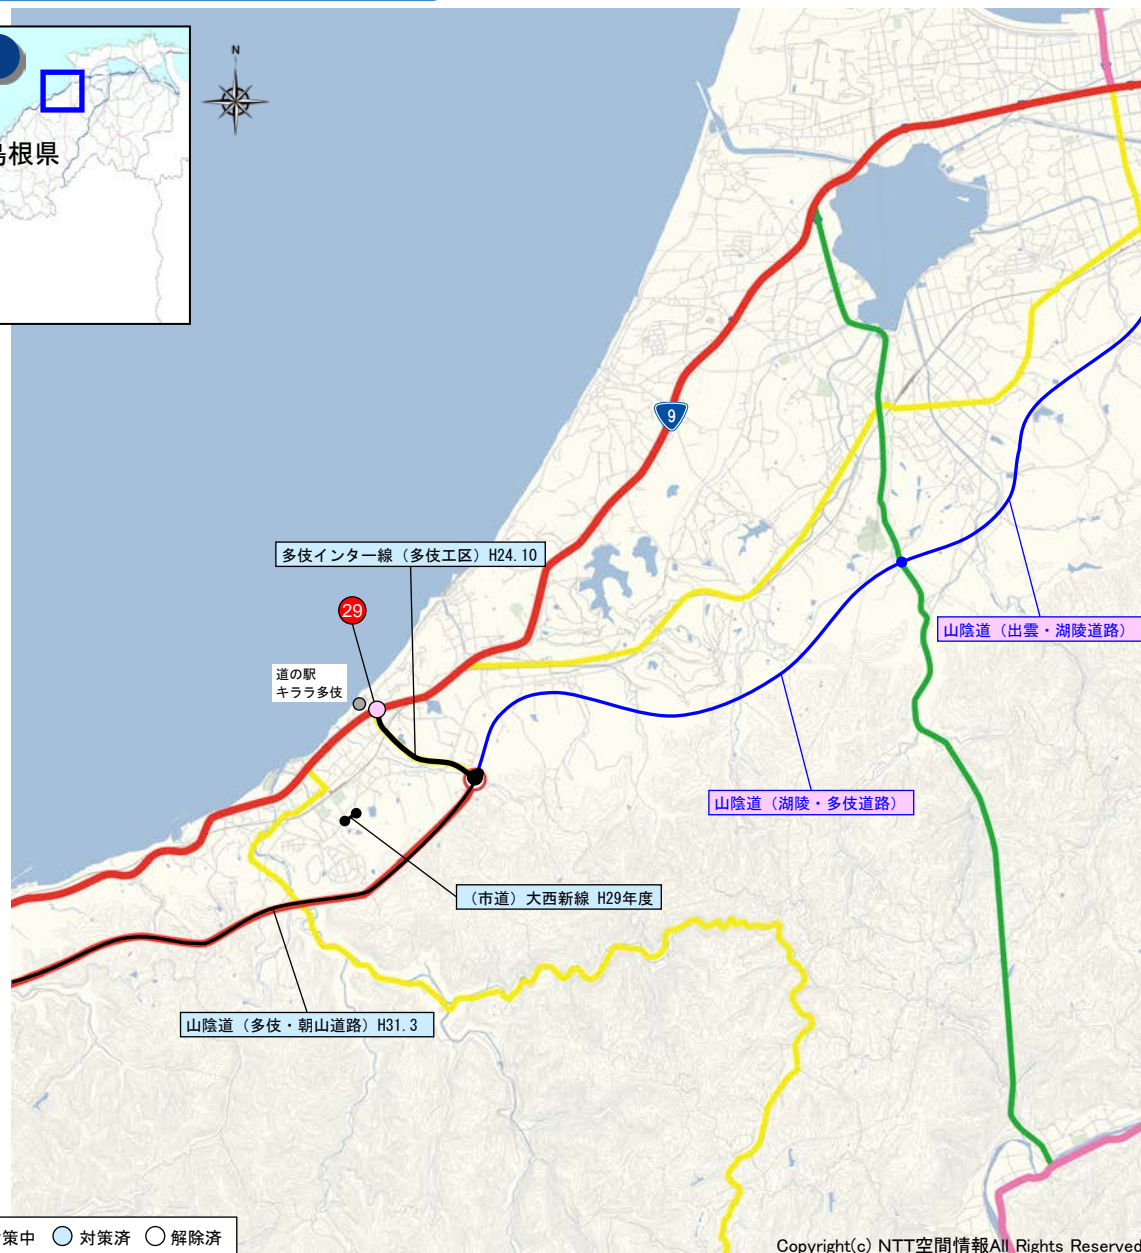 N
島根県
9
多伎インター線（多伎工区）H24.10
29
道の駅
キララ多伎
山陰道（出雲・湖陵道路）
山陰道（湖陵・多伎道路）
（市道）大西新線 H29年度
山陰道（多伎・朝山道路）H31.3
策中 対策済 解除済
Copyright(c) NTT空間情報All Rights Reserved